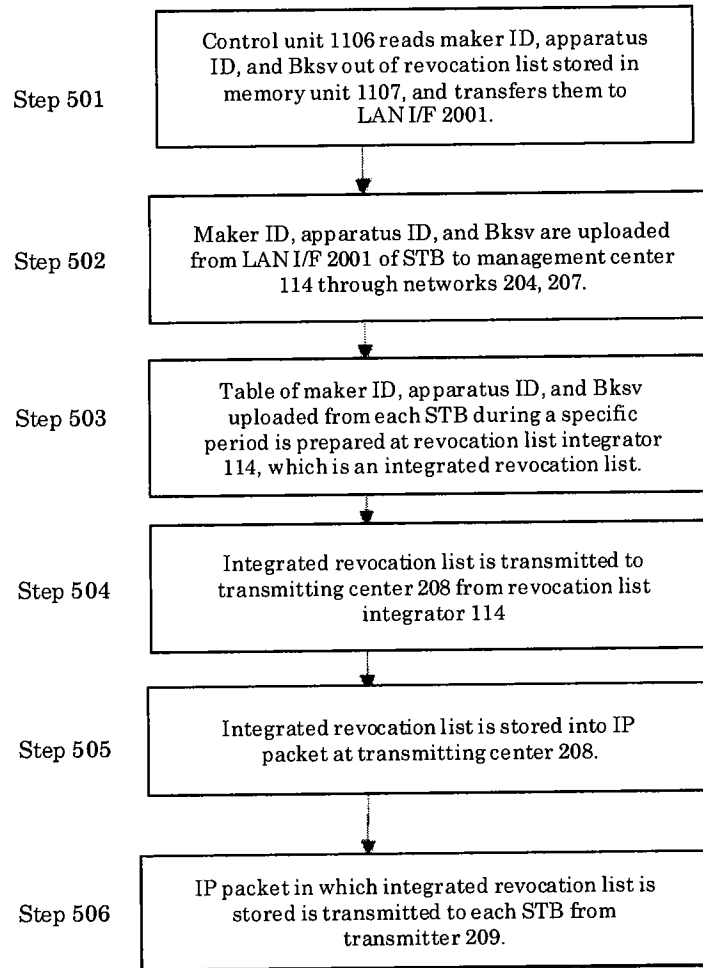 Step 501
Control unit 1106 reads maker ID, apparatus
ID, and Bksv out of revocation list stored in
memory unit 1107, and transfers them to
LAN I/F 2001.
Step 502
Maker ID, apparatus ID, and Bksv are uploaded
from LAN I/F 2001 of STB to management center
114 through networks 204, 207.
Step 503
Table of maker ID, apparatus ID, and Bksv
uploaded from each STB during a specific
period is prepared at revocation list integrator
114, which is an integrated revocation list.
Step 504
Integrated revocation list is transmitted to
transmitting center 208 from revocation list
integrator 114
Step 505
Integrated revocation list is stored into IP
packet at transmitting center 208.
Step 506
IP packet in which integrated revocation list is
stored is transmitted to each STB from
transmitter 209.